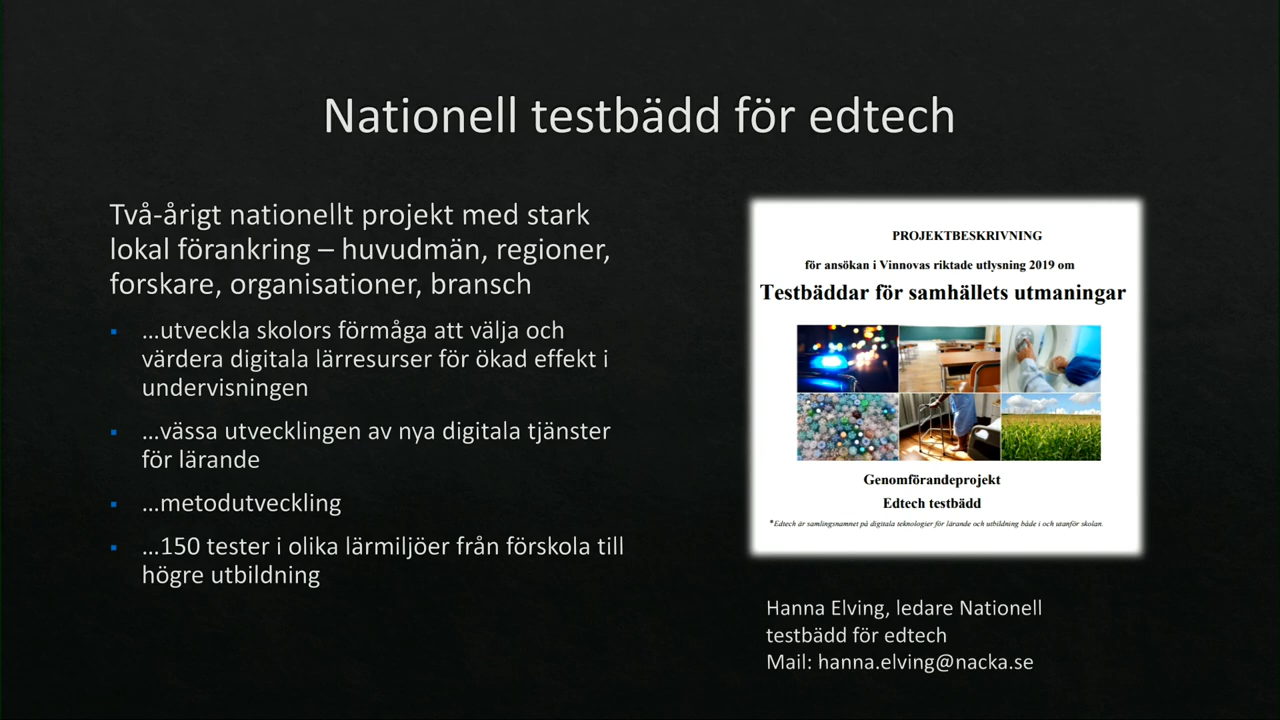 Nationell testbädd för edtech
Två-årigt nationellt projekt med stark
lokal förankring – huvudmän, regioner,
forskare, organisationer, bransch
▪ …utveckla skolors förmåga att välja och
värdera digitala lärresurser för ökad effekt i
undervisningen
▪ …vässa utvecklingen av nya digitala tjänster
för lärande
▪ …metodutveckling
▪ …150 tester i olika lärmiljöer från förskola till
högre utbildning
PROJEKTBESKRIVNING
för ansökan i Vinnovas riktade utlysning 2019 om
Testbäddar för samhällets utmaningar
Genomförandeprojekt
Edtech testbädd
*Edtech är samlingsnamnet på digitala teknologier för lärande och utbildning både i och utanför skolan.
Hanna Elving, ledare Nationell
testbädd för edtech
Mail: hanna.elving@nacka.se